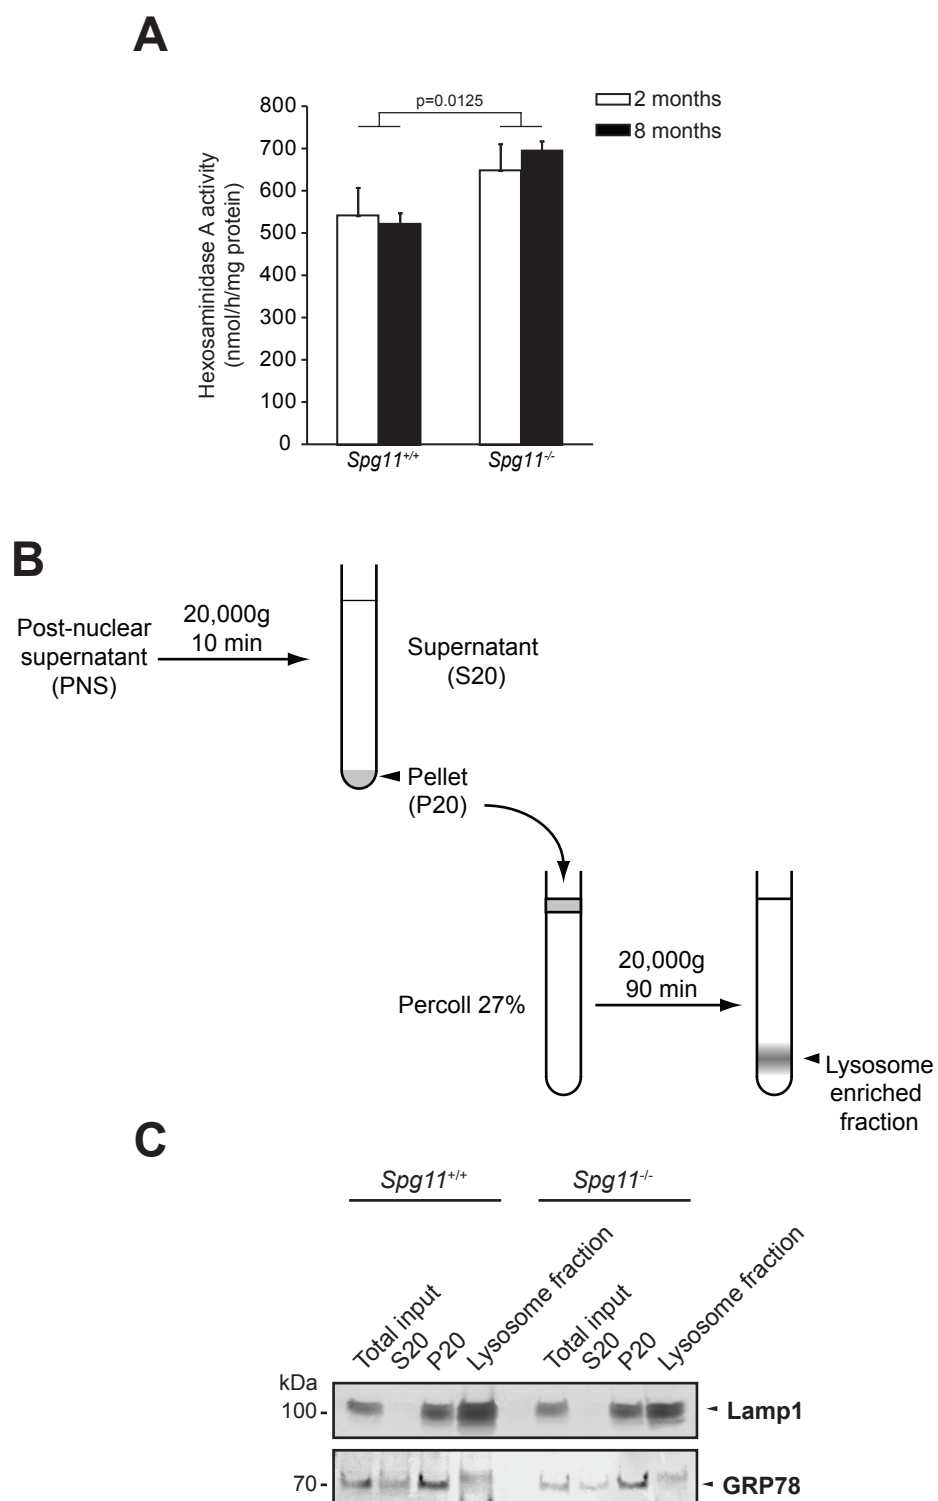 A
p=0.0125
2 months
8 months
Hexosaminidase A activity
(nmol/h/mg protein)
800
700
600
500
400
300
200
100
0
Spg11+/+
Spg11-/-
B
Post-nuclear
supernatant
(PNS)
20,000g
10 min
Supernatant
(S20)
Pellet
(P20)
Percoll 27%
20,000g
90 min
Lysosome
enriched
fraction
C
Spg11+/+
Spg11-/-
Total input
S20
P20
Lysosome fraction
Total input
S20
P20
Lysosome fraction
kDa
100
Lamp1
70
GRP78